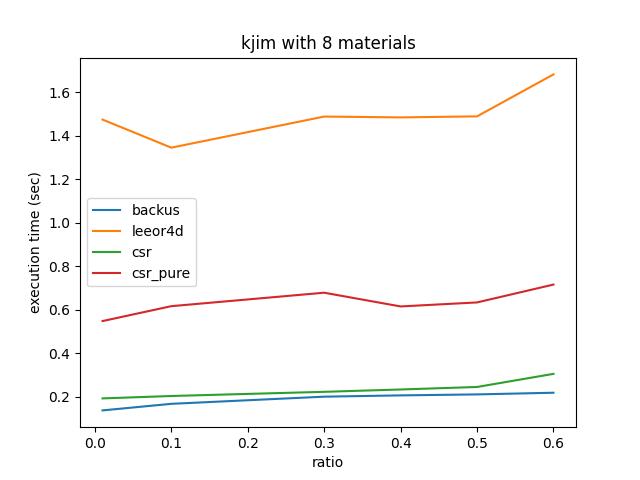 kjim with 8 materials
execution time (sec)
1.6
1.4
1.2
1.0
0.8
0.6
0.4
0.2
backus
leeor4d
csr
csr_pure
0.0 0.1 0.2 0.3 0.4 0.5 0.6
ratio